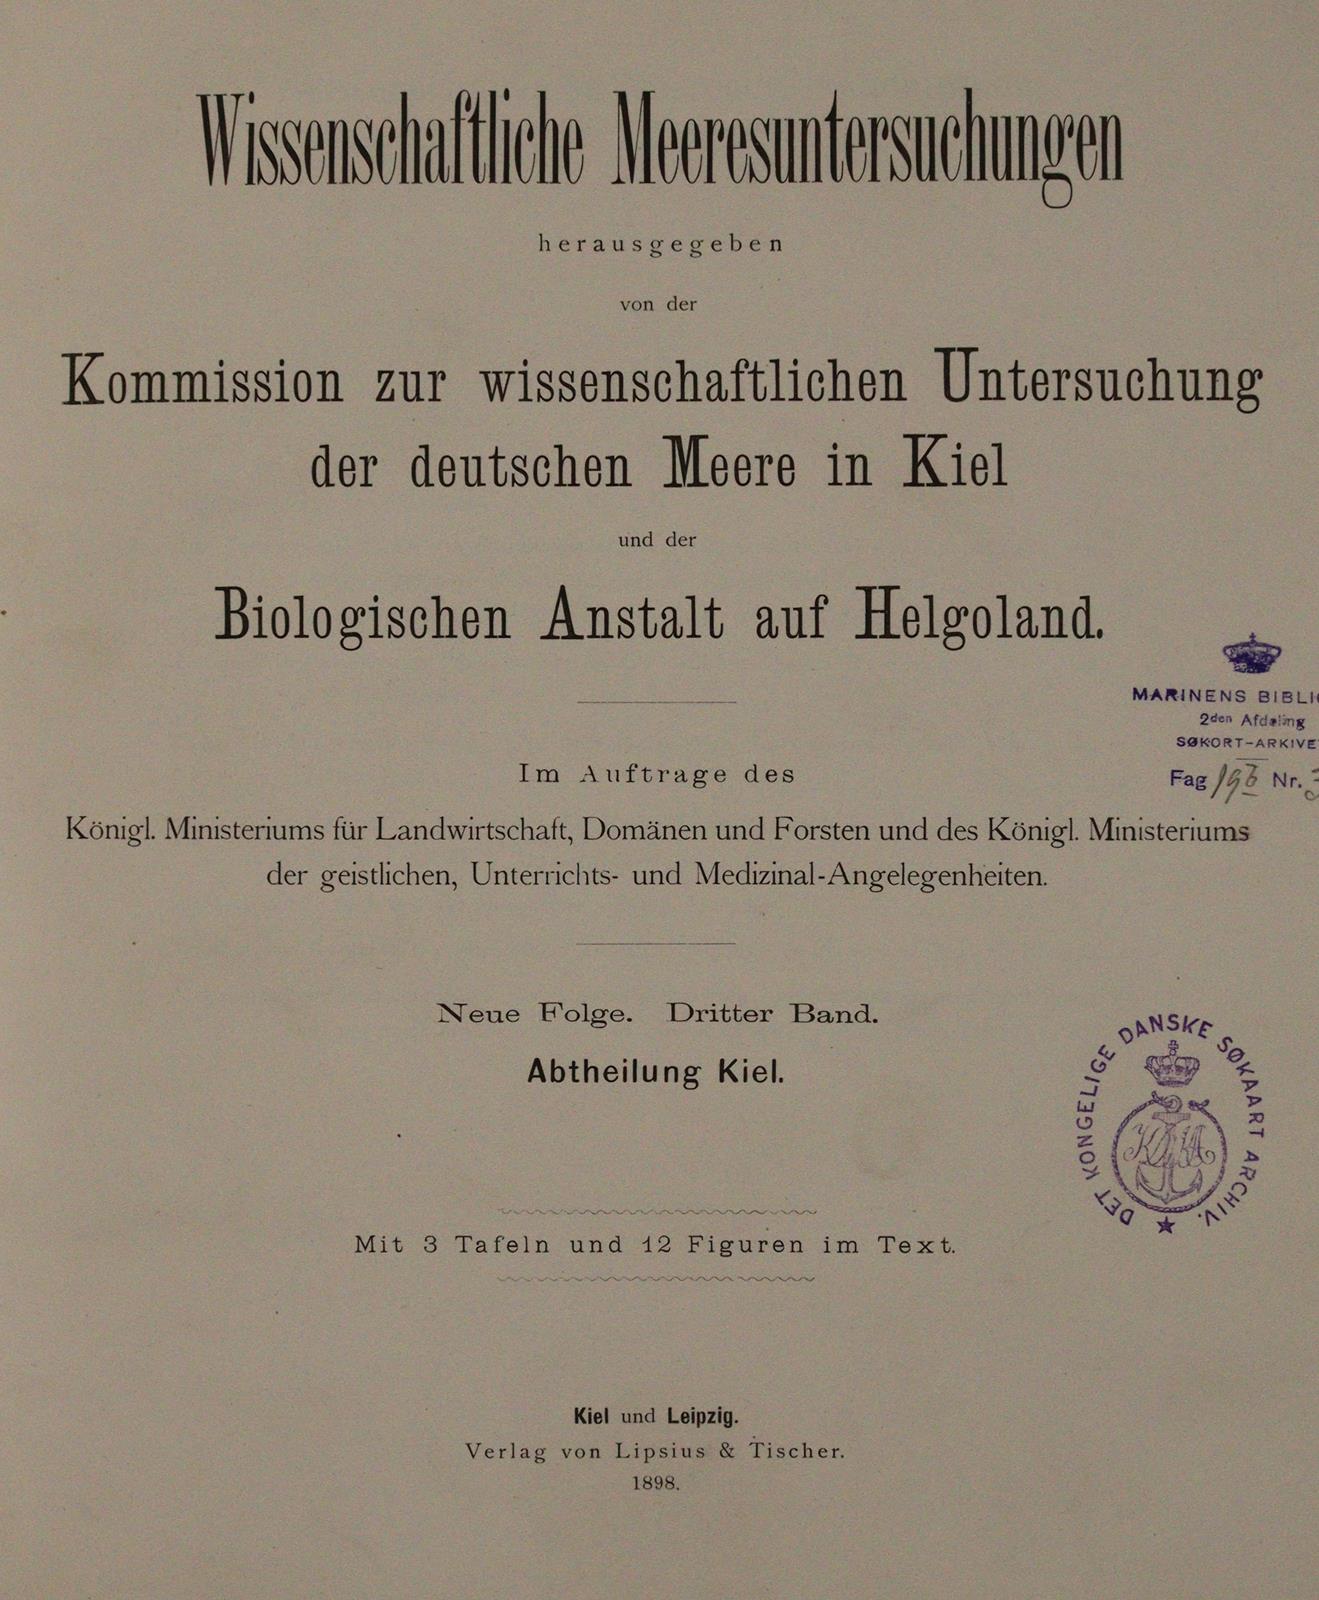 Wissenschaftliche Meeresuntersuchungen
herausgegeben
von der
Kommission zur wissenschaftlichen Untersuchung
der deutschen Meere in Kiel
und der
Biologischen Anstalt auf Helgoland.
MARINENS
2den Afdeling
SØKORT-ARKIVE
Fag Nr.
Im Auftrage des
Königl. Ministeriums für Landwirtschaft, Domänen und Forsten und des Königl. Ministeriums
der geistlichen, Unterrichts- und Medizinal-Angelegenheiten.
Neue Folge. Dritter Band.
Abtheilung Kiel.
DET KONGELIGE DANSKE SØKAART ARCHIV.
Mit 3 Tafeln und 12 Figuren im Text.
Kiel und Leipzig.
Verlag von Lipsius & Tischer.
1898.